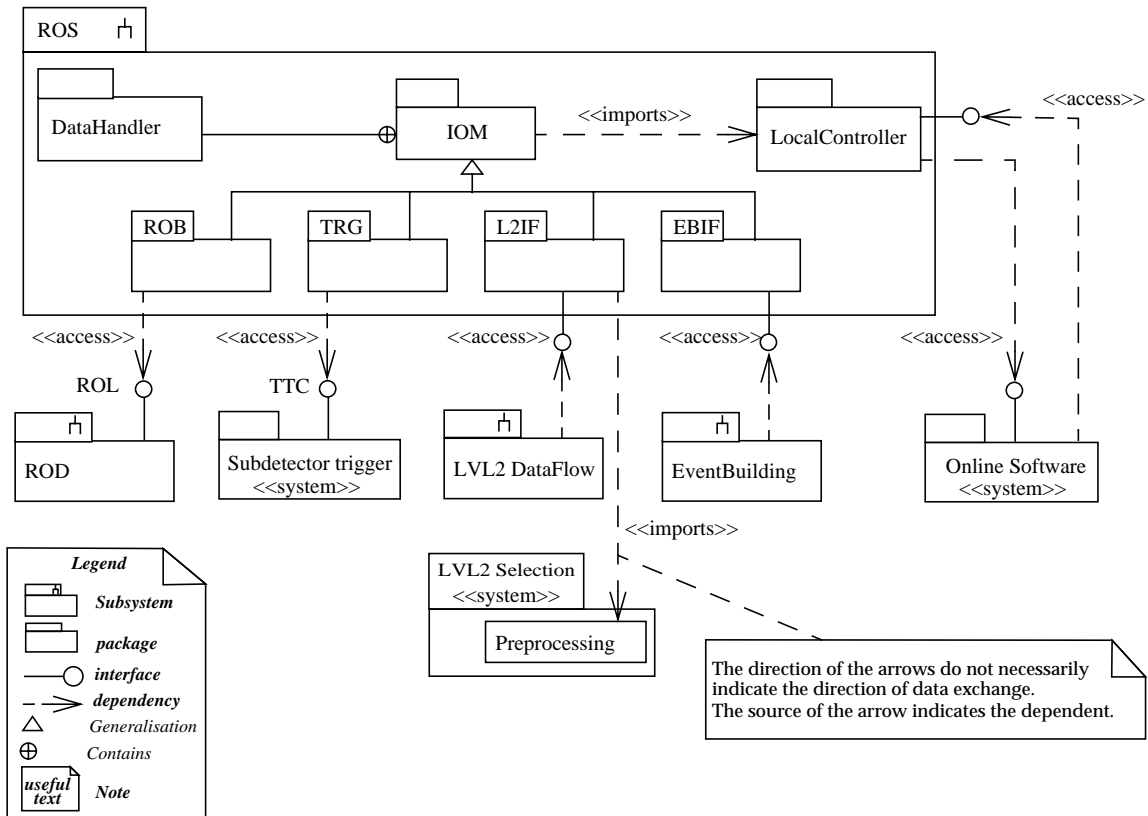 ROS
DataHandler
IOM
<<imports>>
LocalController
<<access>>
ROB
TRG
L2IF
EBIF
<<access>>
<<access>>
<<access>>
<<access>>
<<access>>
ROL
TTC
ROD
Subdetector trigger
<<system>>
LVL2 DataFlow
EventBuilding
Online Software
<<system>>
<<imports>>
LVL2 Selection
<<system>>
Preprocessing
Legend
Subsystem
package
interface
dependency
Generalisation
Contains
useful
text
Note
The direction of the arrows do not necessarily
indicate the direction of data exchange.
The source of the arrow indicates the dependent.